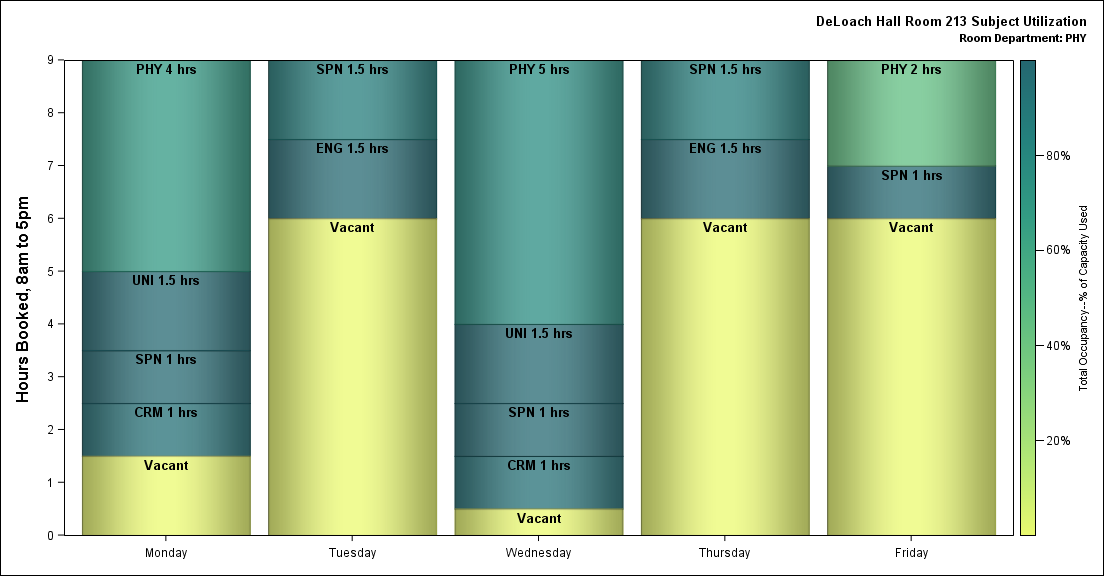 DeLoach Hall Room 213 Subject Utilization
Room Department: PHY
Hours Booked, 8am to 5pm
9
8
7
6
5
4
3
2
1
0
PHY 4 hrs
UNI 1.5 hrs
SPN 1 hrs
CRM 1 hrs
Vacant
SPN 1.5 hrs
ENG 1.5 hrs
Vacant
PHY 5 hrs
UNI 1.5 hrs
SPN 1 hrs
CRM 1 hrs
Vacant
SPN 1.5 hrs
ENG 1.5 hrs
Vacant
PHY 2 hrs
SPN 1 hrs
Vacant
Monday Tuesday Wednesday Thursday Friday
80%
60%
40%
20%
Total Occupancy--% of Capacity Used